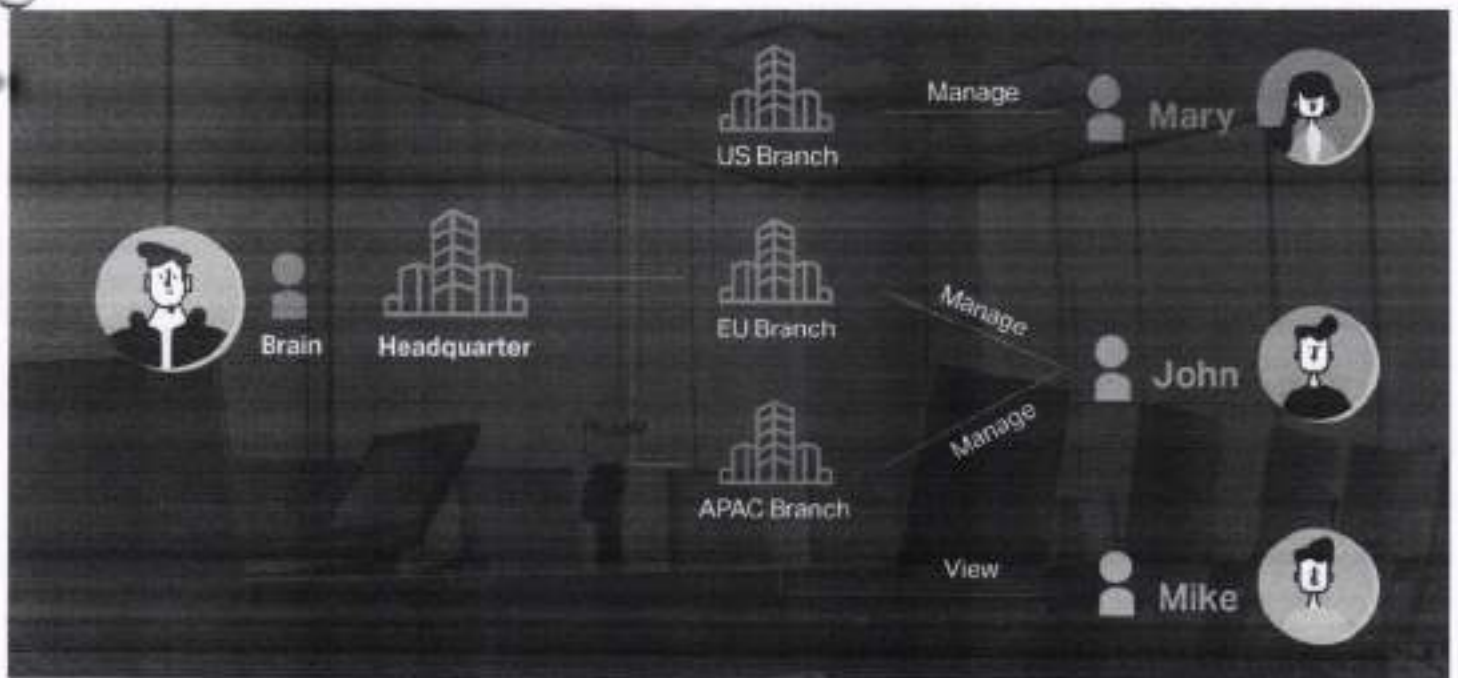 US Branch
Manage
Mary
Brain
Headquarter
EU Branch
Manage
John
APAC Branch
Manage
View
Mike